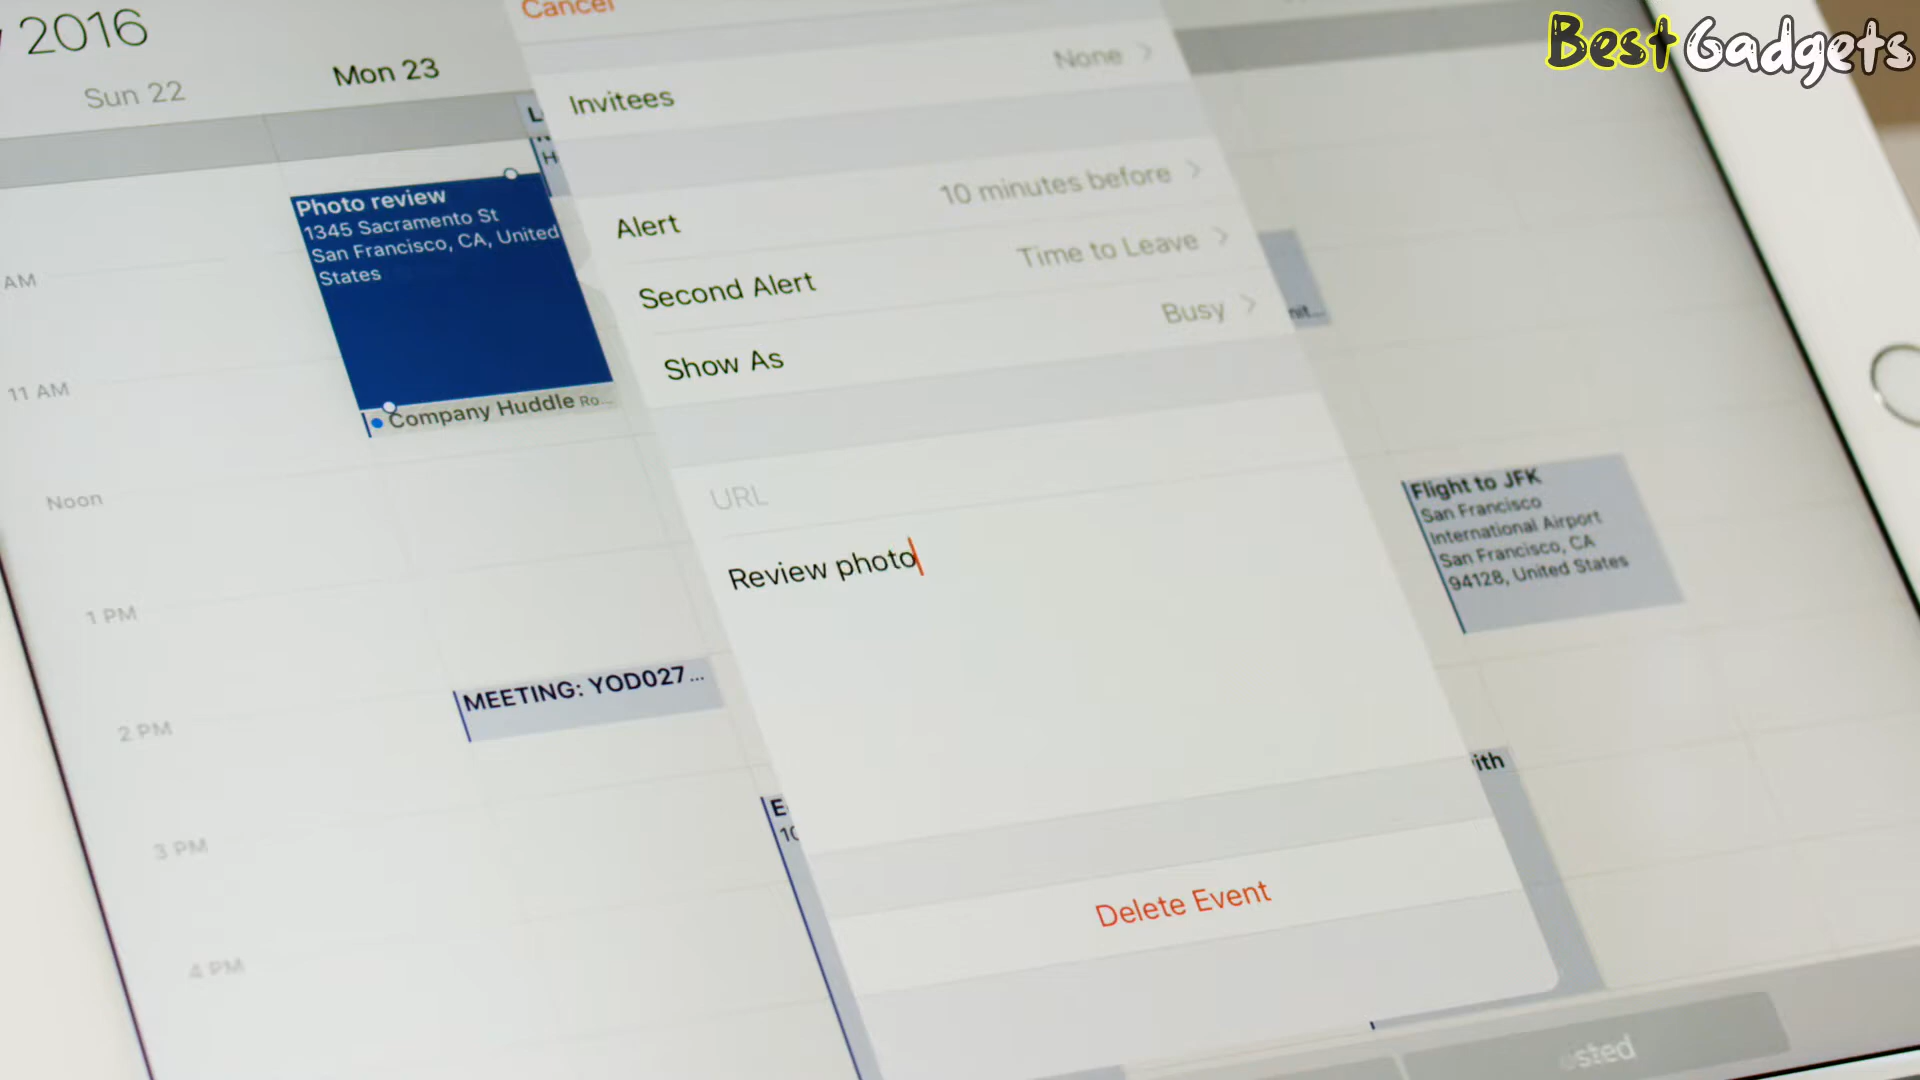 2016
Sun 22
Mon 23
Cancel
None
Invitees
10 minutes before
Alert
Time to Leave
Second Alert
Busy
Show As
URL
Review photo
Delete Event
Photo review
1345 Sacramento St
San Francisco, CA, United
States
Company Huddle Ro...
MEETING: YOD027...
AM
11 AM
Noon
1 PM
2 PM
3 PM
4 PM
Flight to JFK
San Francisco
International Airport
San Francisco, CA
94128, United States
Best Gadgets